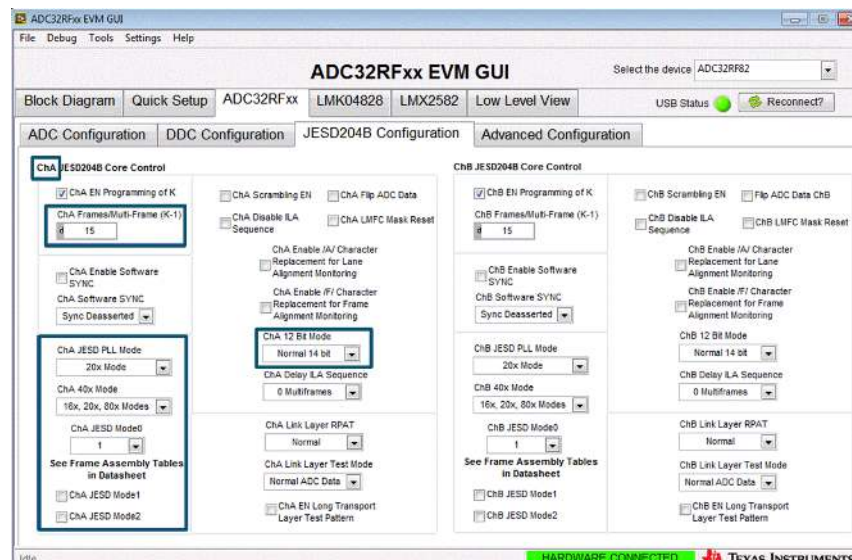 ADC32RFxx EVM GUI
File Debug Tools Settings Help
ADC32RFxx EVM GUI
Select the device ADC32RF82
Block Diagram Quick Setup ADC32RFxx LMK04828 LMX2582 Low Level View
USB Status Reconnect?
ADC Configuration DDC Configuration JESD204B Configuration Advanced Configuration
ChA JESD204B Core Control
ChA EN Programming of K
ChA Frames/Multi-Frame (K-1)
d 15
ChA Enable Software
SYNC
ChA Software SYNC
Sync Deasserted
ChA JESD PLL Mode
20x Mode
ChA 40x Mode
16x, 20x, 80x Modes
ChA JESD Mode0
1
See Frame Assembly Tables
in Datasheet
ChA JESD Mode1
ChA JESD Mode2
ChA Scrambling EN ChA Flip ADC Data
ChA Disable ILA
Sequence
ChA LMFC Mask Reset
ChA Enable /A/ Character
Replacement for Lane
Alignment Monitoring
ChA Enable /F/ Character
Replacement for Frame
Alignment Monitoring
ChA 12 Bit Mode
Normal 14 bit
ChA Delay ILA Sequence
0 Multiframes
ChA Link Layer RPAT
Normal
ChA Link Layer Test Mode
Normal ADC Data
ChA EN Long Transport
Layer Test Pattern
ChB JESD204B Core Control
ChB EN Programming of K
ChB Frames/Multi-Frame (K-1)
d 15
ChB Enable Software
SYNC
ChB Software SYNC
Sync Deasserted
ChB JESD PLL Mode
20x Mode
ChB 40x Mode
16x, 20x, 80x Modes
ChB JESD Mode0
1
See Frame Assembly Tables
in Datasheet
ChB JESD Mode1
ChB JESD Mode2
ChB Scrambling EN Flip ADC Data ChB
ChB Disable ILA
Sequence
ChB LMFC Mask Reset
ChB Enable /A/ Character
Replacement for Lane
Alignment Monitoring
ChB Enable /F/ Character
Replacement for Frame
Alignment Monitoring
ChB 12 Bit Mode
Normal 14 bit
ChB Delay ILA Sequence
0 Multiframes
ChB Link Layer RPAT
Normal
ChB Link Layer Test Mode
Normal ADC Data
ChB EN Long Transport
Layer Test Pattern
Idle
HARDWARE CONNECTED TEXAS INSTRUMENTS